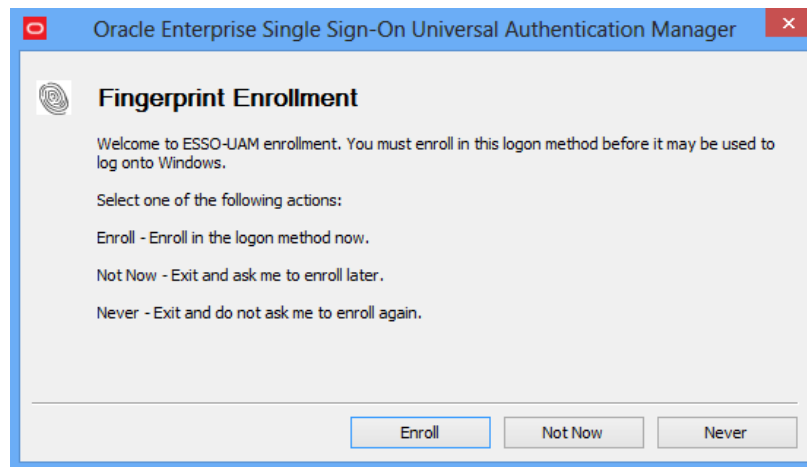 Oracle Enterprise Single Sign-On Universal Authentication Manager
Fingerprint Enrollment
Welcome to ESSO-UAM enrollment. You must enroll in this logon method before it may be used to
log onto Windows.
Select one of the following actions:
Enroll - Enroll in the logon method now.
Not Now - Exit and ask me to enroll later.
Never - Exit and do not ask me to enroll again.
Enroll Not Now Never